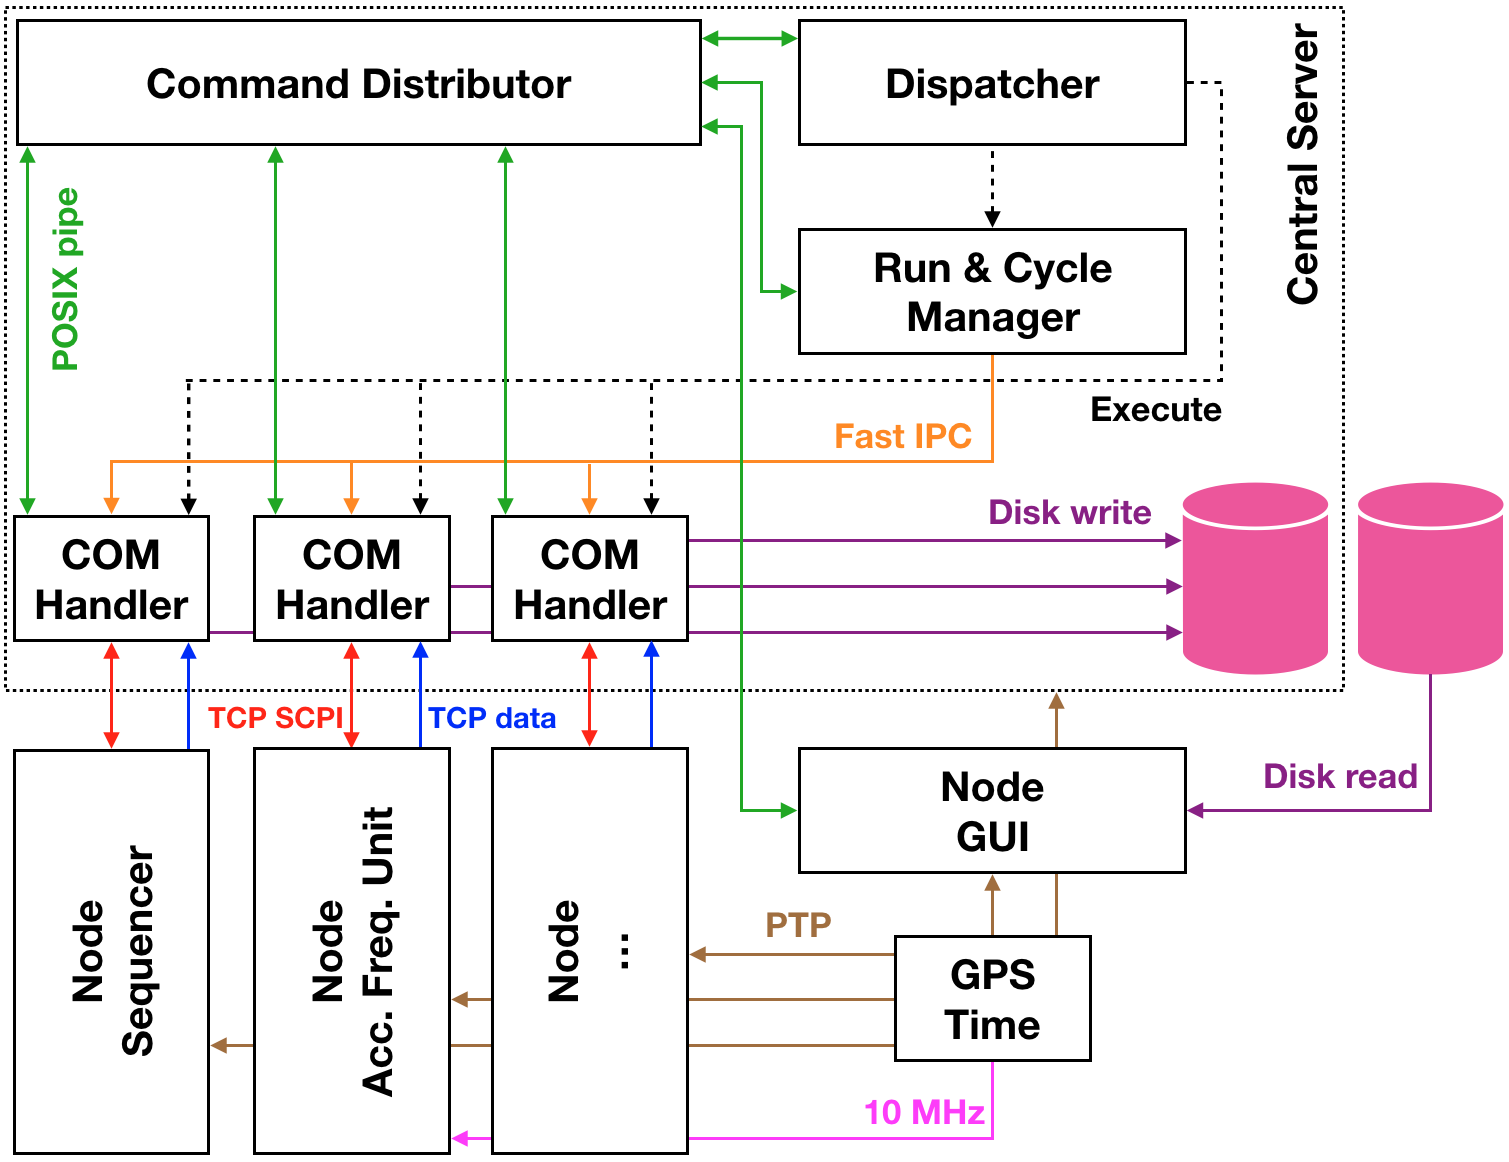 Command Distributor
Dispatcher
Central Server
POSIX pipe
Run & Cycle
Manager
Execute
Fast IPC
Disk write
COM
Handler
COM
Handler
COM
Handler
TCP SCPI
TCP data
Disk read
Node
GUI
Node
Sequencer
Node
Acc. Freq. Unit
Node
...
PTP
GPS
Time
10 MHz